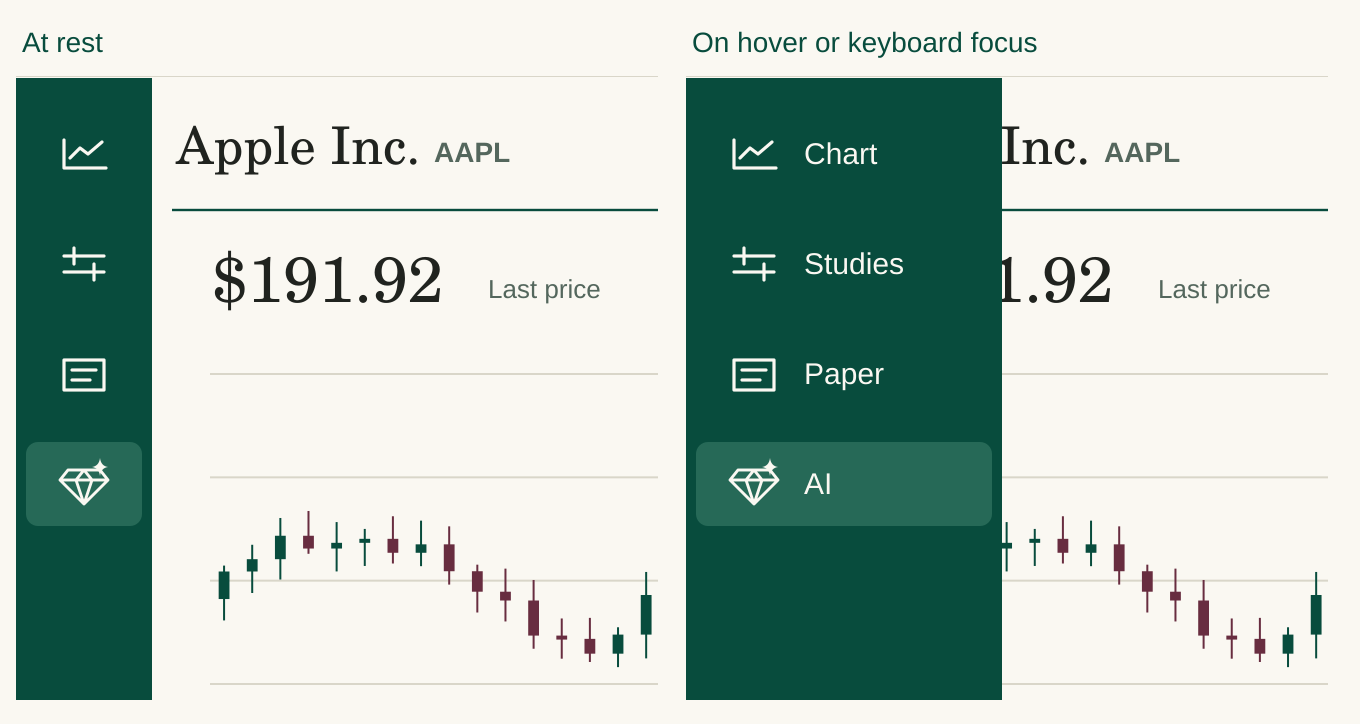 At rest
Apple Inc. AAPL
$191.92 Last price
On hover or keyboard focus
Chart
Inc. AAPL
Studies
1.92 Last price
Paper
AI